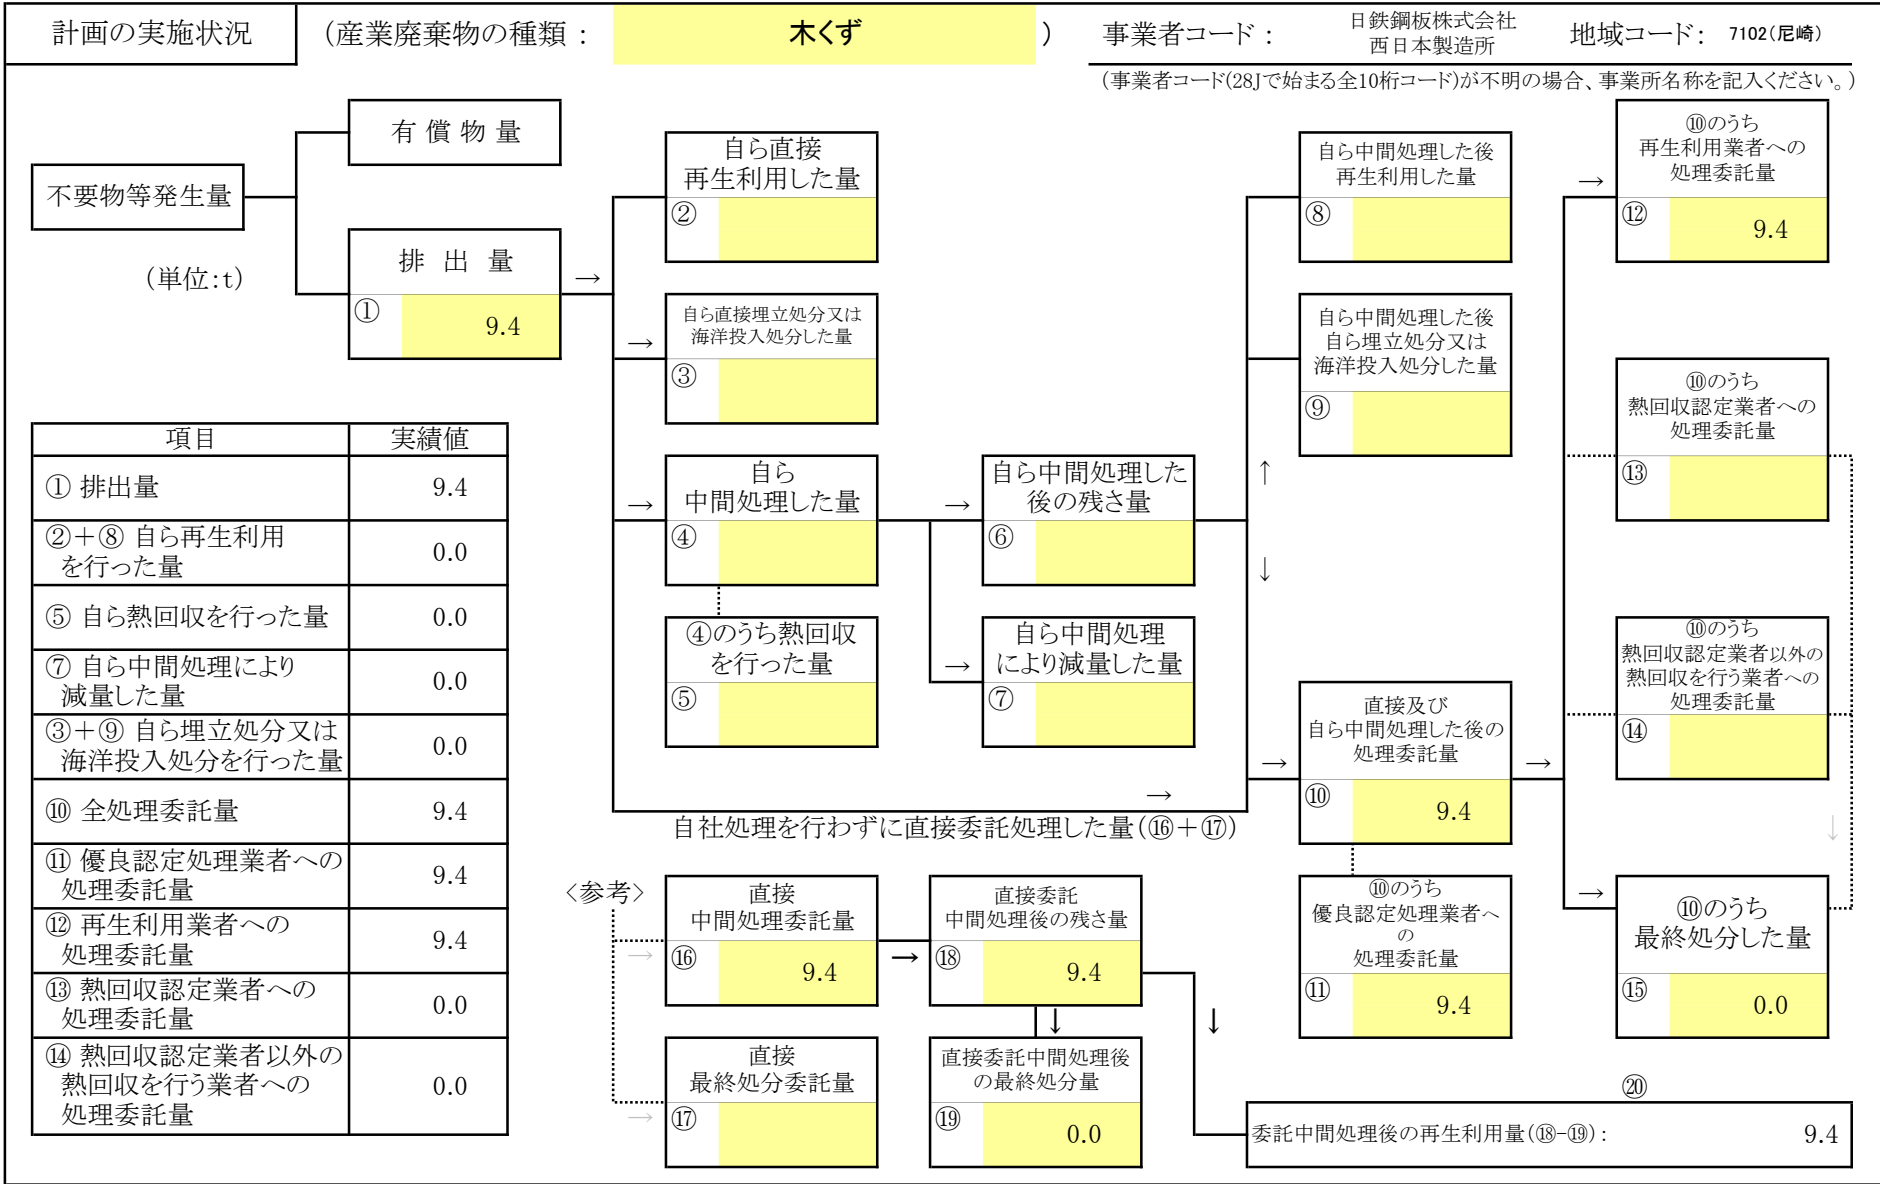 計画の実施状況
(産業廃棄物の種類： 木くず )
事業者コード： 日鉄鋼板株式会社
西日本製造所
地域コード： 7102(尼崎)
(事業者コード(28Jで始まる全10桁コード)が不明の場合、事業所名称を記入ください。)
不要物等発生量
(単位：t)
有 償 物 量
排 出 量
① 9.4
→
自ら直接
再生利用した量
②
→
自ら直接埋立処分又は
海洋投入処分した量
③
→
自ら
中間処理した量
④
④のうち熱回収
を行った量
⑤
→
自ら中間処理した
後の残さ量
⑥
→
自ら中間処理
により減量した量
⑦
自ら中間処理した後
再生利用した量
⑧
自ら中間処理した後
自ら埋立処分又は
海洋投入処分した量
⑨
↑
↓
→
直接及び
自ら中間処理した後の
処理委託量
⑩ 9.4
→
⑩のうち
優良認定処理業者へ
の
処理委託量
⑪ 9.4
→
⑩のうち
再生利用業者への
処理委託量
⑫ 9.4
⑩のうち
熱回収認定業者への
処理委託量
⑬
⑩のうち
熱回収認定業者以外の
熱回収を行う業者への
処理委託量
⑭
↓
→
⑩のうち
最終処分した量
⑮ 0.0
→
自社処理を行わずに直接委託処理した量(⑯＋⑰)
〈参考〉
→
直接
中間処理委託量
⑯ 9.4
→
直接委託
中間処理後の残さ量
⑱ 9.4
→
直接
最終処分委託量
⑰
↓
直接委託中間処理後
の最終処分量
⑲ 0.0
↓
⑳
委託中間処理後の再生利用量(⑱-⑲)： 9.4
項目 実績値
① 排出量 9.4
②＋⑧ 自ら再生利用
を行った量 0.0
⑤ 自ら熱回収を行った量 0.0
⑦ 自ら中間処理により
減量した量 0.0
③＋⑨ 自ら埋立処分又は
海洋投入処分を行った量 0.0
⑩ 全処理委託量 9.4
⑪ 優良認定処理業者への
処理委託量 9.4
⑫ 再生利用業者への
処理委託量 9.4
⑬ 熱回収認定業者への
処理委託量 0.0
⑭ 熱回収認定業者以外の
熱回収を行う業者への
処理委託量 0.0